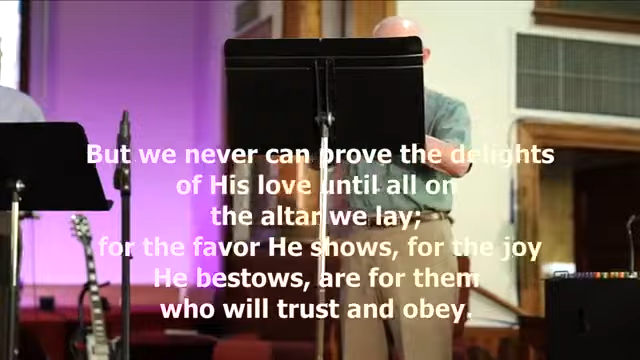 But we never can prove the delights
of His love until all on
the altar we lay;
for the favor He shows, for the joy
He bestows, are for them
who will trust and obey.